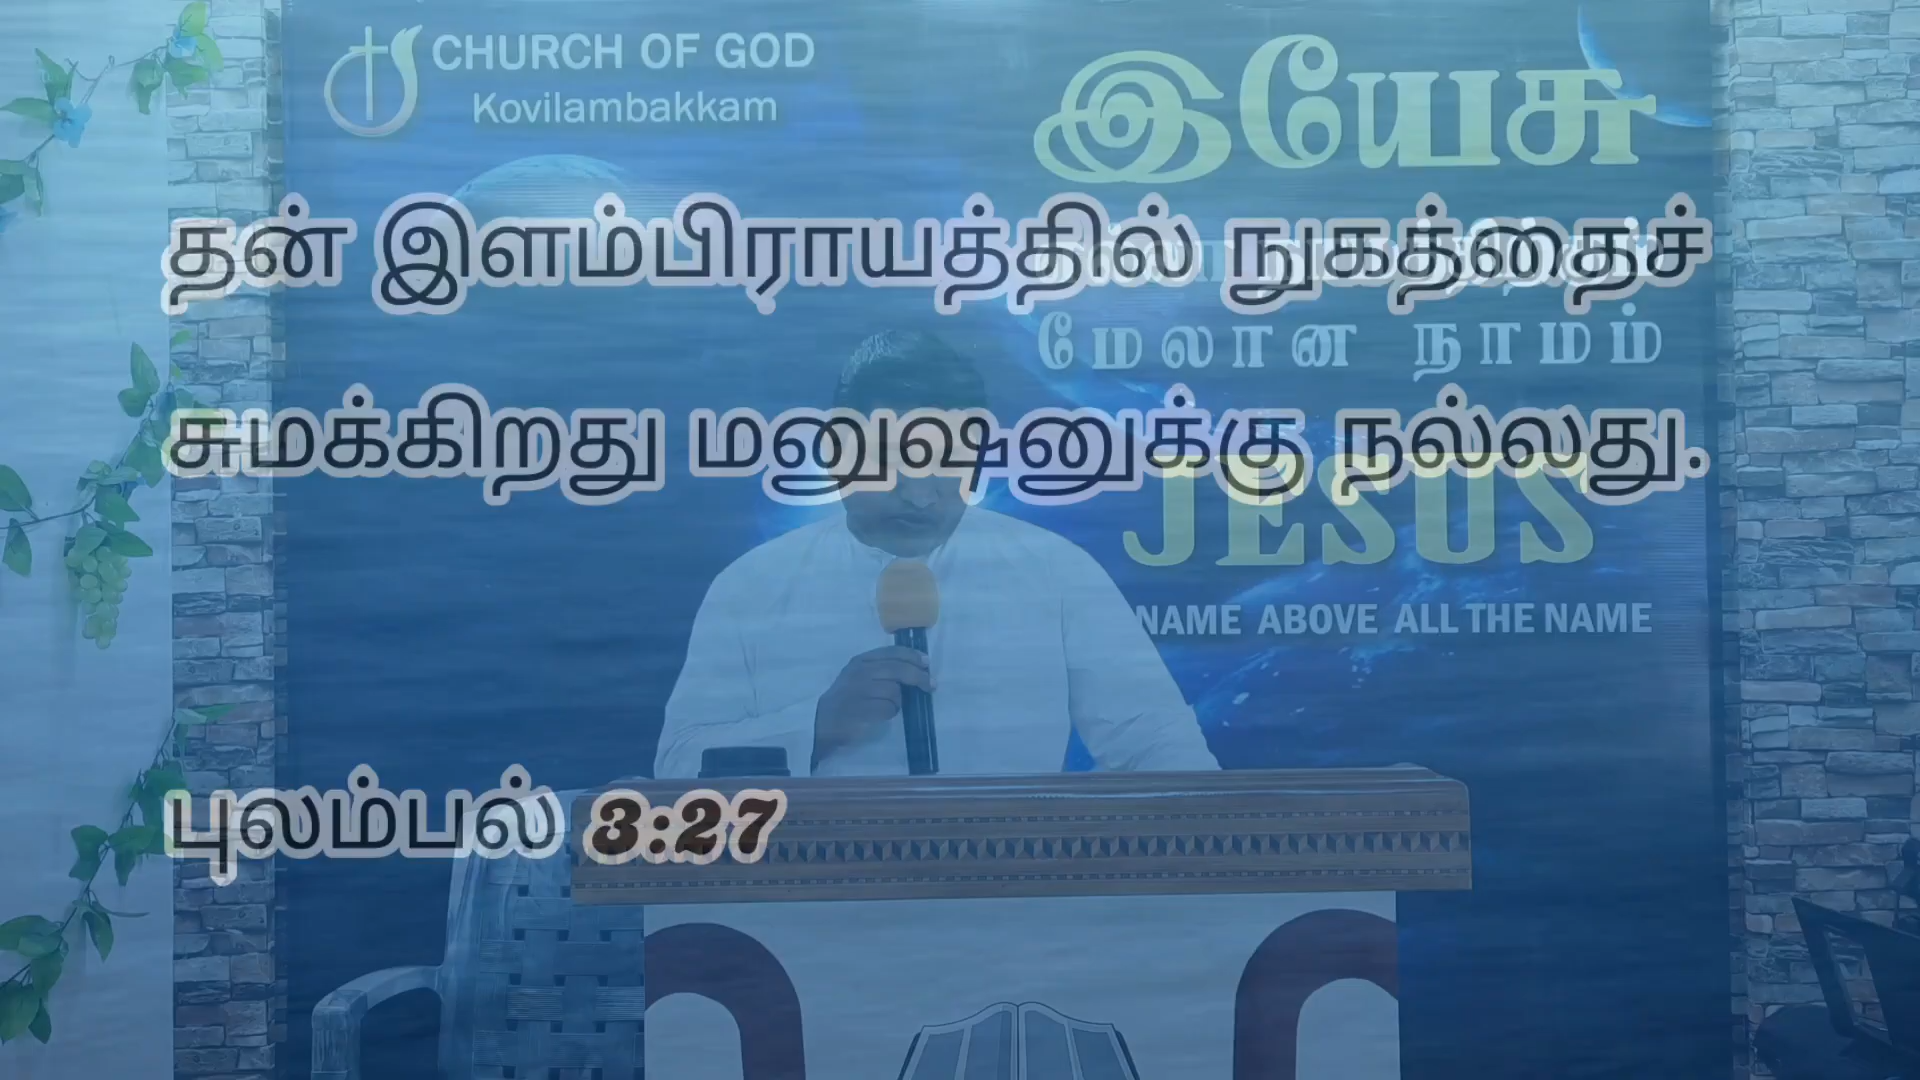 CHURCH OF GOD
Kovilambakkam
இயேசு
தன் இளம்பிராயத்தில் நுகத்தைச்
மேலான நாமம்
சுமக்கிறது மனுஷனுக்கு நல்லது.
JESUS
NAME ABOVE ALL THE NAME
புலம்பல் 3:27